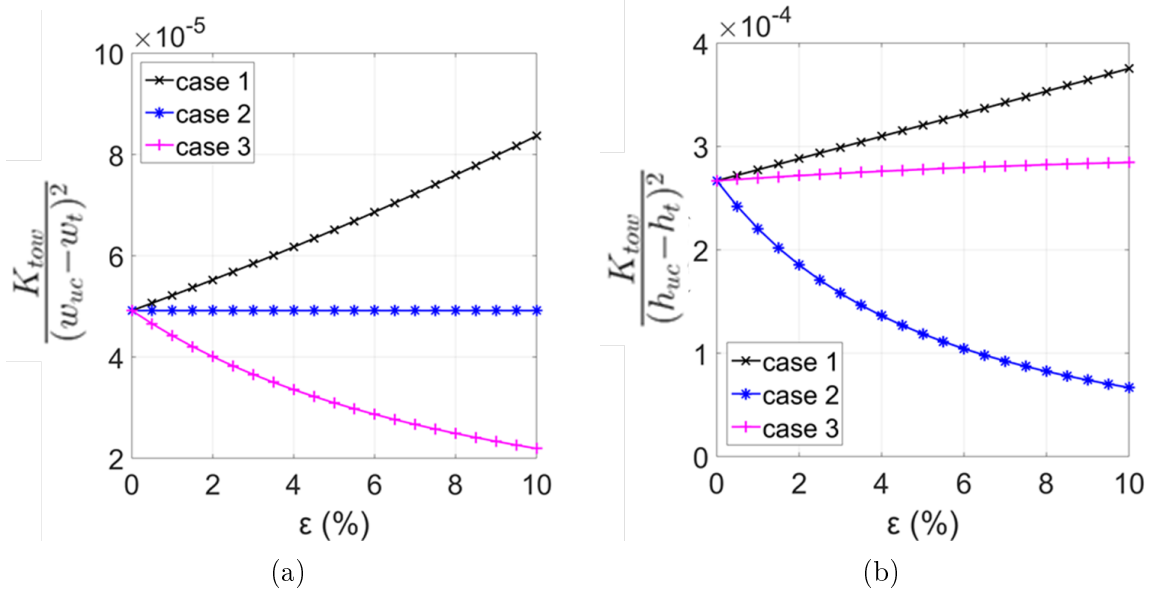 ×10⁻⁵
10
8
6
4
2
0 2 4 6 8 10
ε (%)
K_tow
(w_uc−w_t)²
case 1
case 2
case 3
(a)
×10⁻⁴
4
3
2
1
0
0 2 4 6 8 10
ε (%)
K_tow
(h_uc−h_t)²
case 1
case 2
case 3
(b)